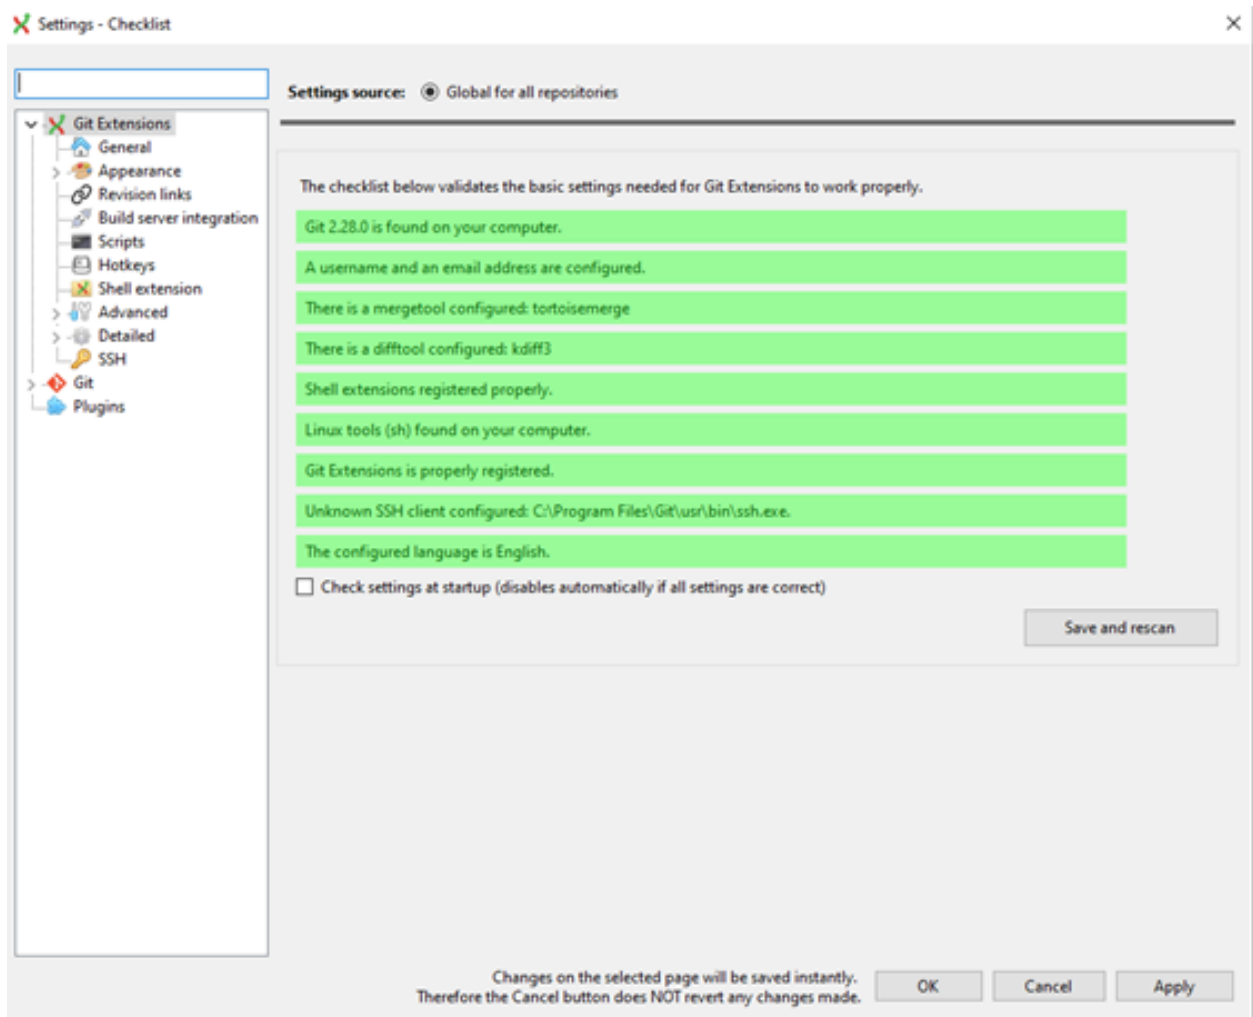 Settings - Checklist
Settings source: Global for all repositories
Git Extensions
General
Appearance
Revision links
Build server integration
Scripts
Hotkeys
Shell extension
Advanced
Detailed
SSH
Git
Plugins
The checklist below validates the basic settings needed for Git Extensions to work properly.
Git 2.28.0 is found on your computer.
A username and an email address are configured.
There is a mergetool configured: tortoisemerge
There is a difftool configured: kdiff3
Shell extensions registered properly.
Linux tools (sh) found on your computer.
Git Extensions is properly registered.
Unknown SSH client configured: C:\Program Files\Git\usr\bin\ssh.exe.
The configured language is English.
Check settings at startup (disables automatically if all settings are correct)
Save and rescan
Changes on the selected page will be saved instantly.
Therefore the Cancel button does NOT revert any changes made.
OK
Cancel
Apply